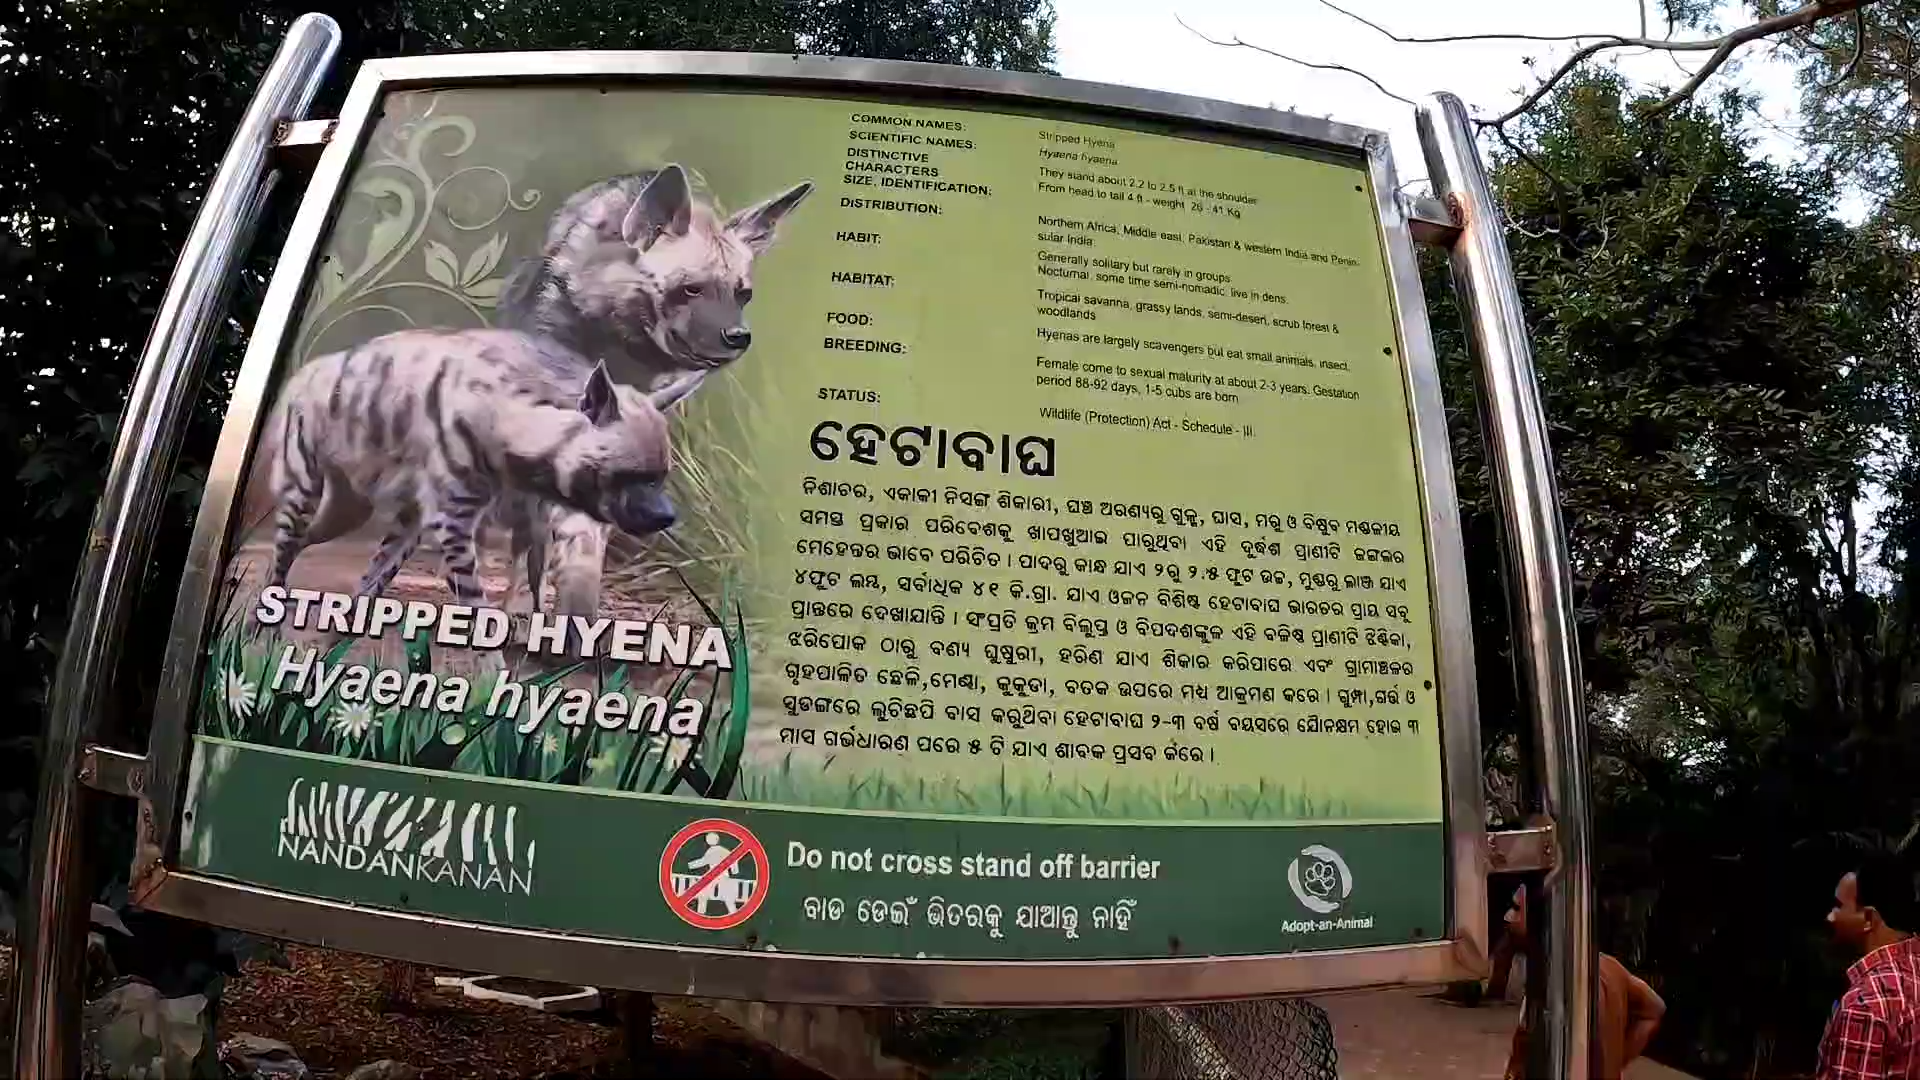 COMMON NAMES: Stripped Hyena
SCIENTIFIC NAMES: Hyaena hyaena
DISTINCTIVE
CHARACTERS They stand about 2.2 to 2.5 ft at the shoulder
SIZE, IDENTIFICATION: From head to tail 4 ft - weight 26 - 41 Kg
DISTRIBUTION: Northern Africa, Middle east, Pakistan & western India and Penin-
sular India.
HABIT: Generally solitary but rarely in groups.
Nocturnal, some time semi-nomadic, live in dens.
HABITAT: Tropical savanna, grassy lands, semi-desert, scrub forest &
woodlands
FOOD: Hyenas are largely scavengers but eat small animals, insect.
BREEDING: Female come to sexual maturity at about 2-3 years. Gestation
period 88-92 days, 1-5 cubs are born
STATUS: Wildlife (Protection) Act - Schedule - III.
ହେଟାବାଘ
ନିଶାଚର, ଏକାକୀ ନିସଙ୍ଗ ଶିକାରୀ, ଘଞ୍ଚ ଅରଣ୍ୟରୁ ଗୁଳ୍ମ, ଘାସ, ମରୁ ଓ ବିଷୁବ ମଣ୍ଡଳୀୟ
ସମସ୍ତ ପ୍ରକାର ପରିବେଶକୁ ଖାପଖୁଆଇ ପାରୁଥିବା ଏହି ଦୁର୍ଦ୍ଧଶ ପ୍ରାଣୀଟି ଜଙ୍ଗଲର
ମେହେନ୍ତର ଭାବେ ପରିଚିତ । ପାଦରୁ କାନ୍ଧ ଯାଏ ୨ରୁ ୨.୫ ଫୁଟ ଉଚ୍ଚ, ମୁଣ୍ଡରୁ ଲାଞ୍ଜ ଯାଏ
୪ଫୁଟ ଲମ୍ବ, ସର୍ବାଧିକ ୪୧ କି.ଗ୍ରା. ଯାଏ ଓଜନ ବିଶିଷ୍ଟ ହେଟାବାଘ ଭାରତର ପ୍ରାୟ ସବୁ
ପ୍ରାନ୍ତରେ ଦେଖାଯାନ୍ତି । ସଂପ୍ରତି କ୍ରମ ବିଲୁପ୍ତ ଓ ବିପଦଶଙ୍କୁଳ ଏହି ବଳିଷ୍ଠ ପ୍ରାଣୀଟି ଝିଣ୍ଟିକା,
ଝରିପୋକ ଠାରୁ ବଣ୍ୟ ଘୁଷୁରୀ, ହରିଣ ଯାଏ ଶିକାର କରିପାରେ ଏବଂ ଗ୍ରାମାଞ୍ଚଳର
ଗୃହପାଳିତ ଛେଳି,ମେଣ୍ଢା, କୁକୁଡା, ବତକ ଉପରେ ମଧ୍ୟ ଆକ୍ରମଣ କରେ । ଗୁମ୍ଫା,ଗର୍ତ୍ତ ଓ
ସୁଡଙ୍ଗରେ ଲୁଚିଛପି ବାସ କରୁଥିବା ହେଟାବାଘ ୨-୩ ବର୍ଷ ବୟସରେ ଯୌନକ୍ଷମ ହୋଇ ୩
ମାସ ଗର୍ଭଧାରଣ ପରେ ୫ ଟି ଯାଏ ଶାବକ ପ୍ରସବ କରେ ।
STRIPPED HYENA
Hyaena hyaena
NANDANKANAN
Do not cross stand off barrier
ବାଡ ଡେଇଁ ଭିତରକୁ ଯାଆନ୍ତୁ ନାହିଁ
Adopt-an-Animal